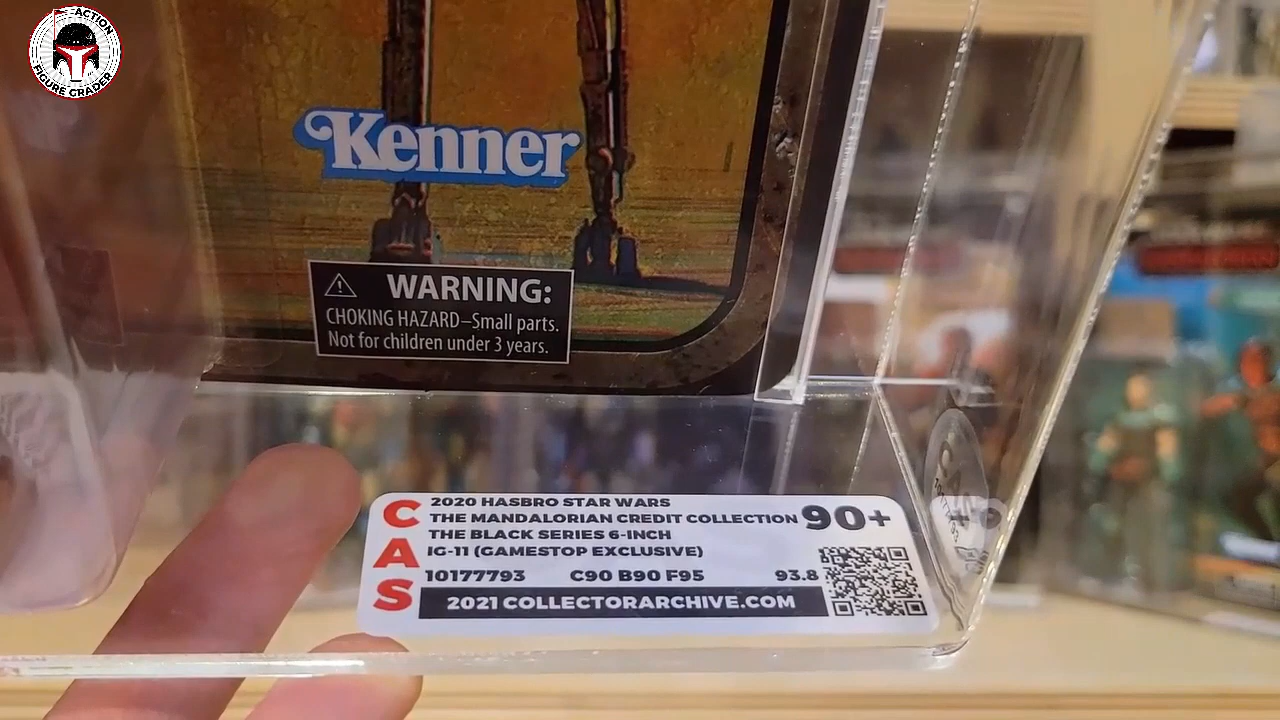 ACTION
FIGURE GRADER
Kenner
WARNING:
CHOKING HAZARD–Small parts.
Not for children under 3 years.
CAS
2020 HASBRO STAR WARS
THE MANDALORIAN CREDIT COLLECTION
THE BLACK SERIES 6-INCH
IG-11 (GAMESTOP EXCLUSIVE)
90+
10177793 C90 B90 F95 93.8
2021 COLLECTORARCHIVE.COM